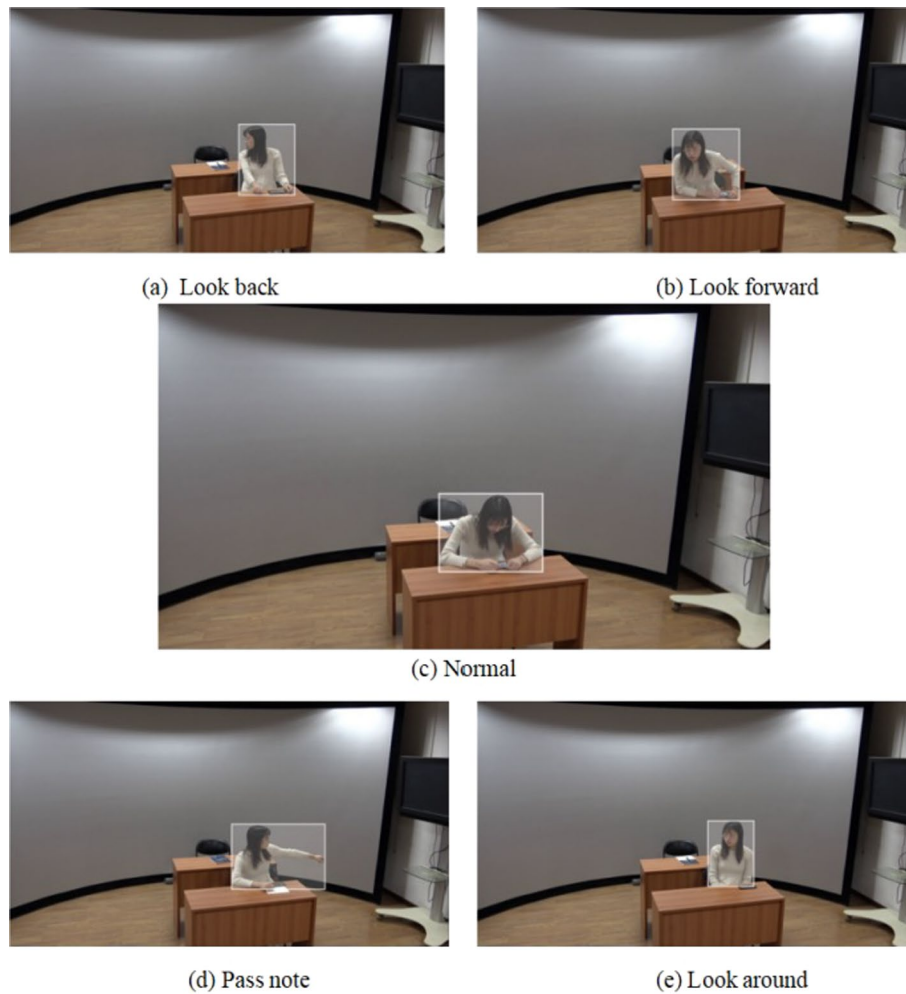 (a) Look back
(b) Look forward
(c) Normal
(d) Pass note
(e) Look around